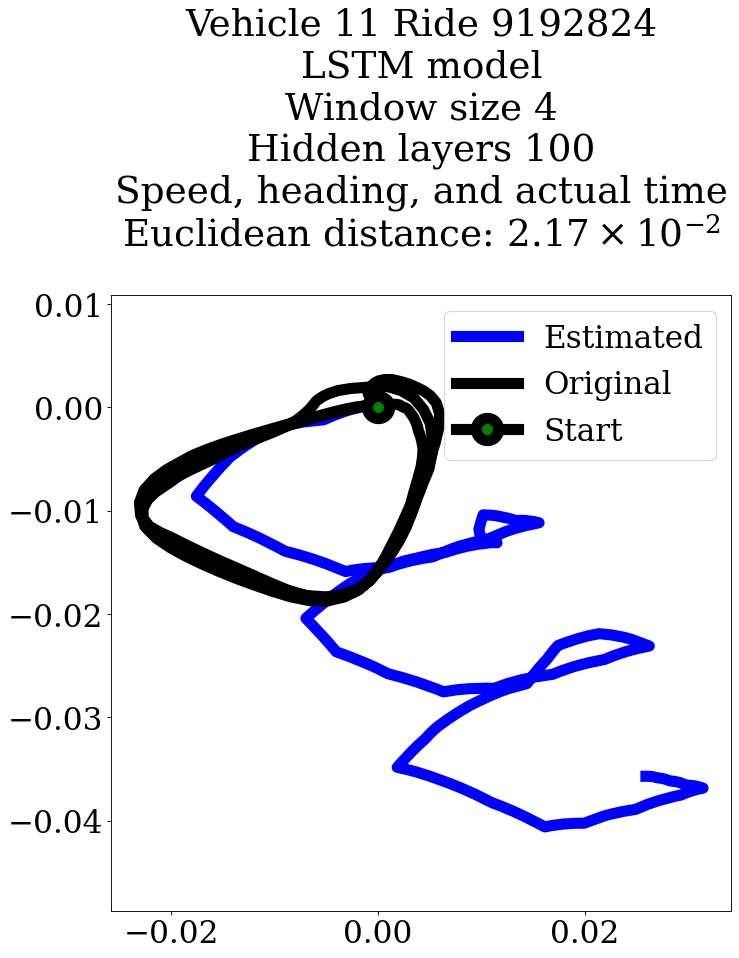 Vehicle 11 Ride 9192824
LSTM model
Window size 4
Hidden layers 100
Speed, heading, and actual time
Euclidean distance: 2.17 × 10⁻²
0.01
0.00
−0.01
−0.02
−0.03
−0.04
Estimated
Original
Start
−0.02
0.00
0.02